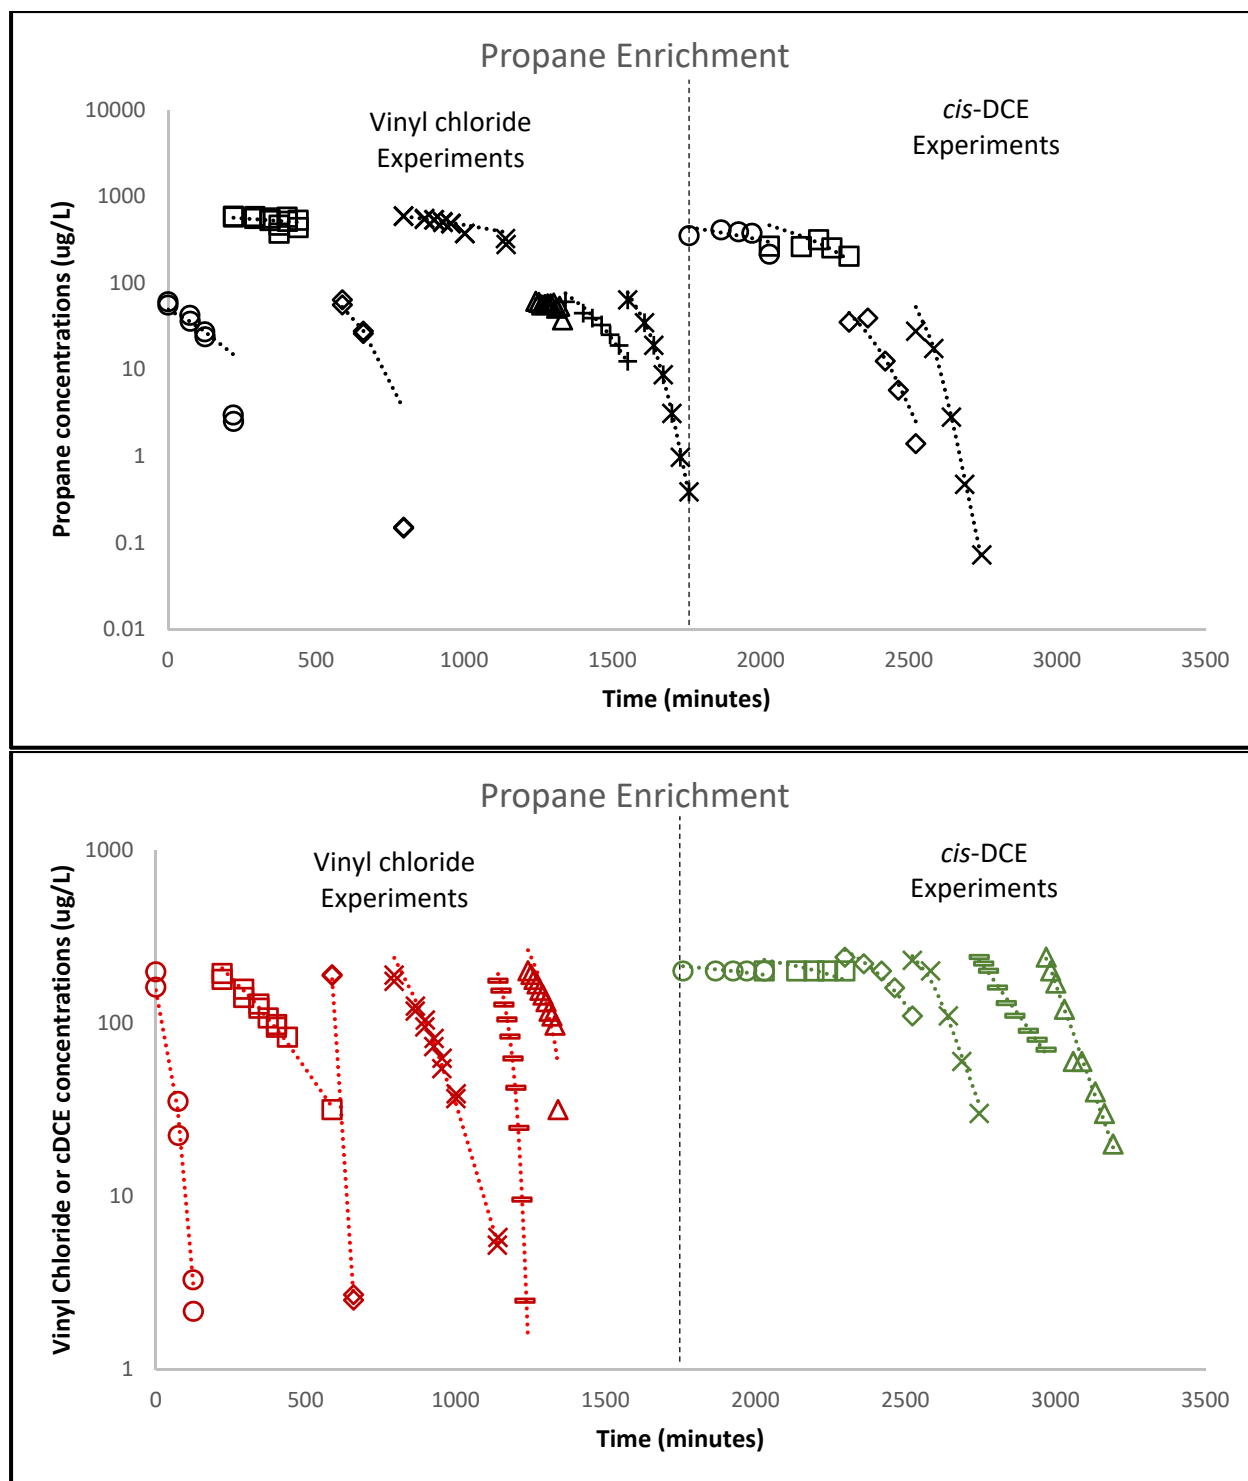 Propane Enrichment
Vinyl chloride
Experiments
cis-DCE
Experiments
Propane concentrations (ug/L)
10000
1000
100
10
1
0.1
0.01
0 500 1000 1500 2000 2500 3000 3500
Time (minutes)
Propane Enrichment
Vinyl chloride
Experiments
cis-DCE
Experiments
Vinyl Chloride or cDCE concentrations (ug/L)
1000
100
10
1
0 500 1000 1500 2000 2500 3000 3500
Time (minutes)